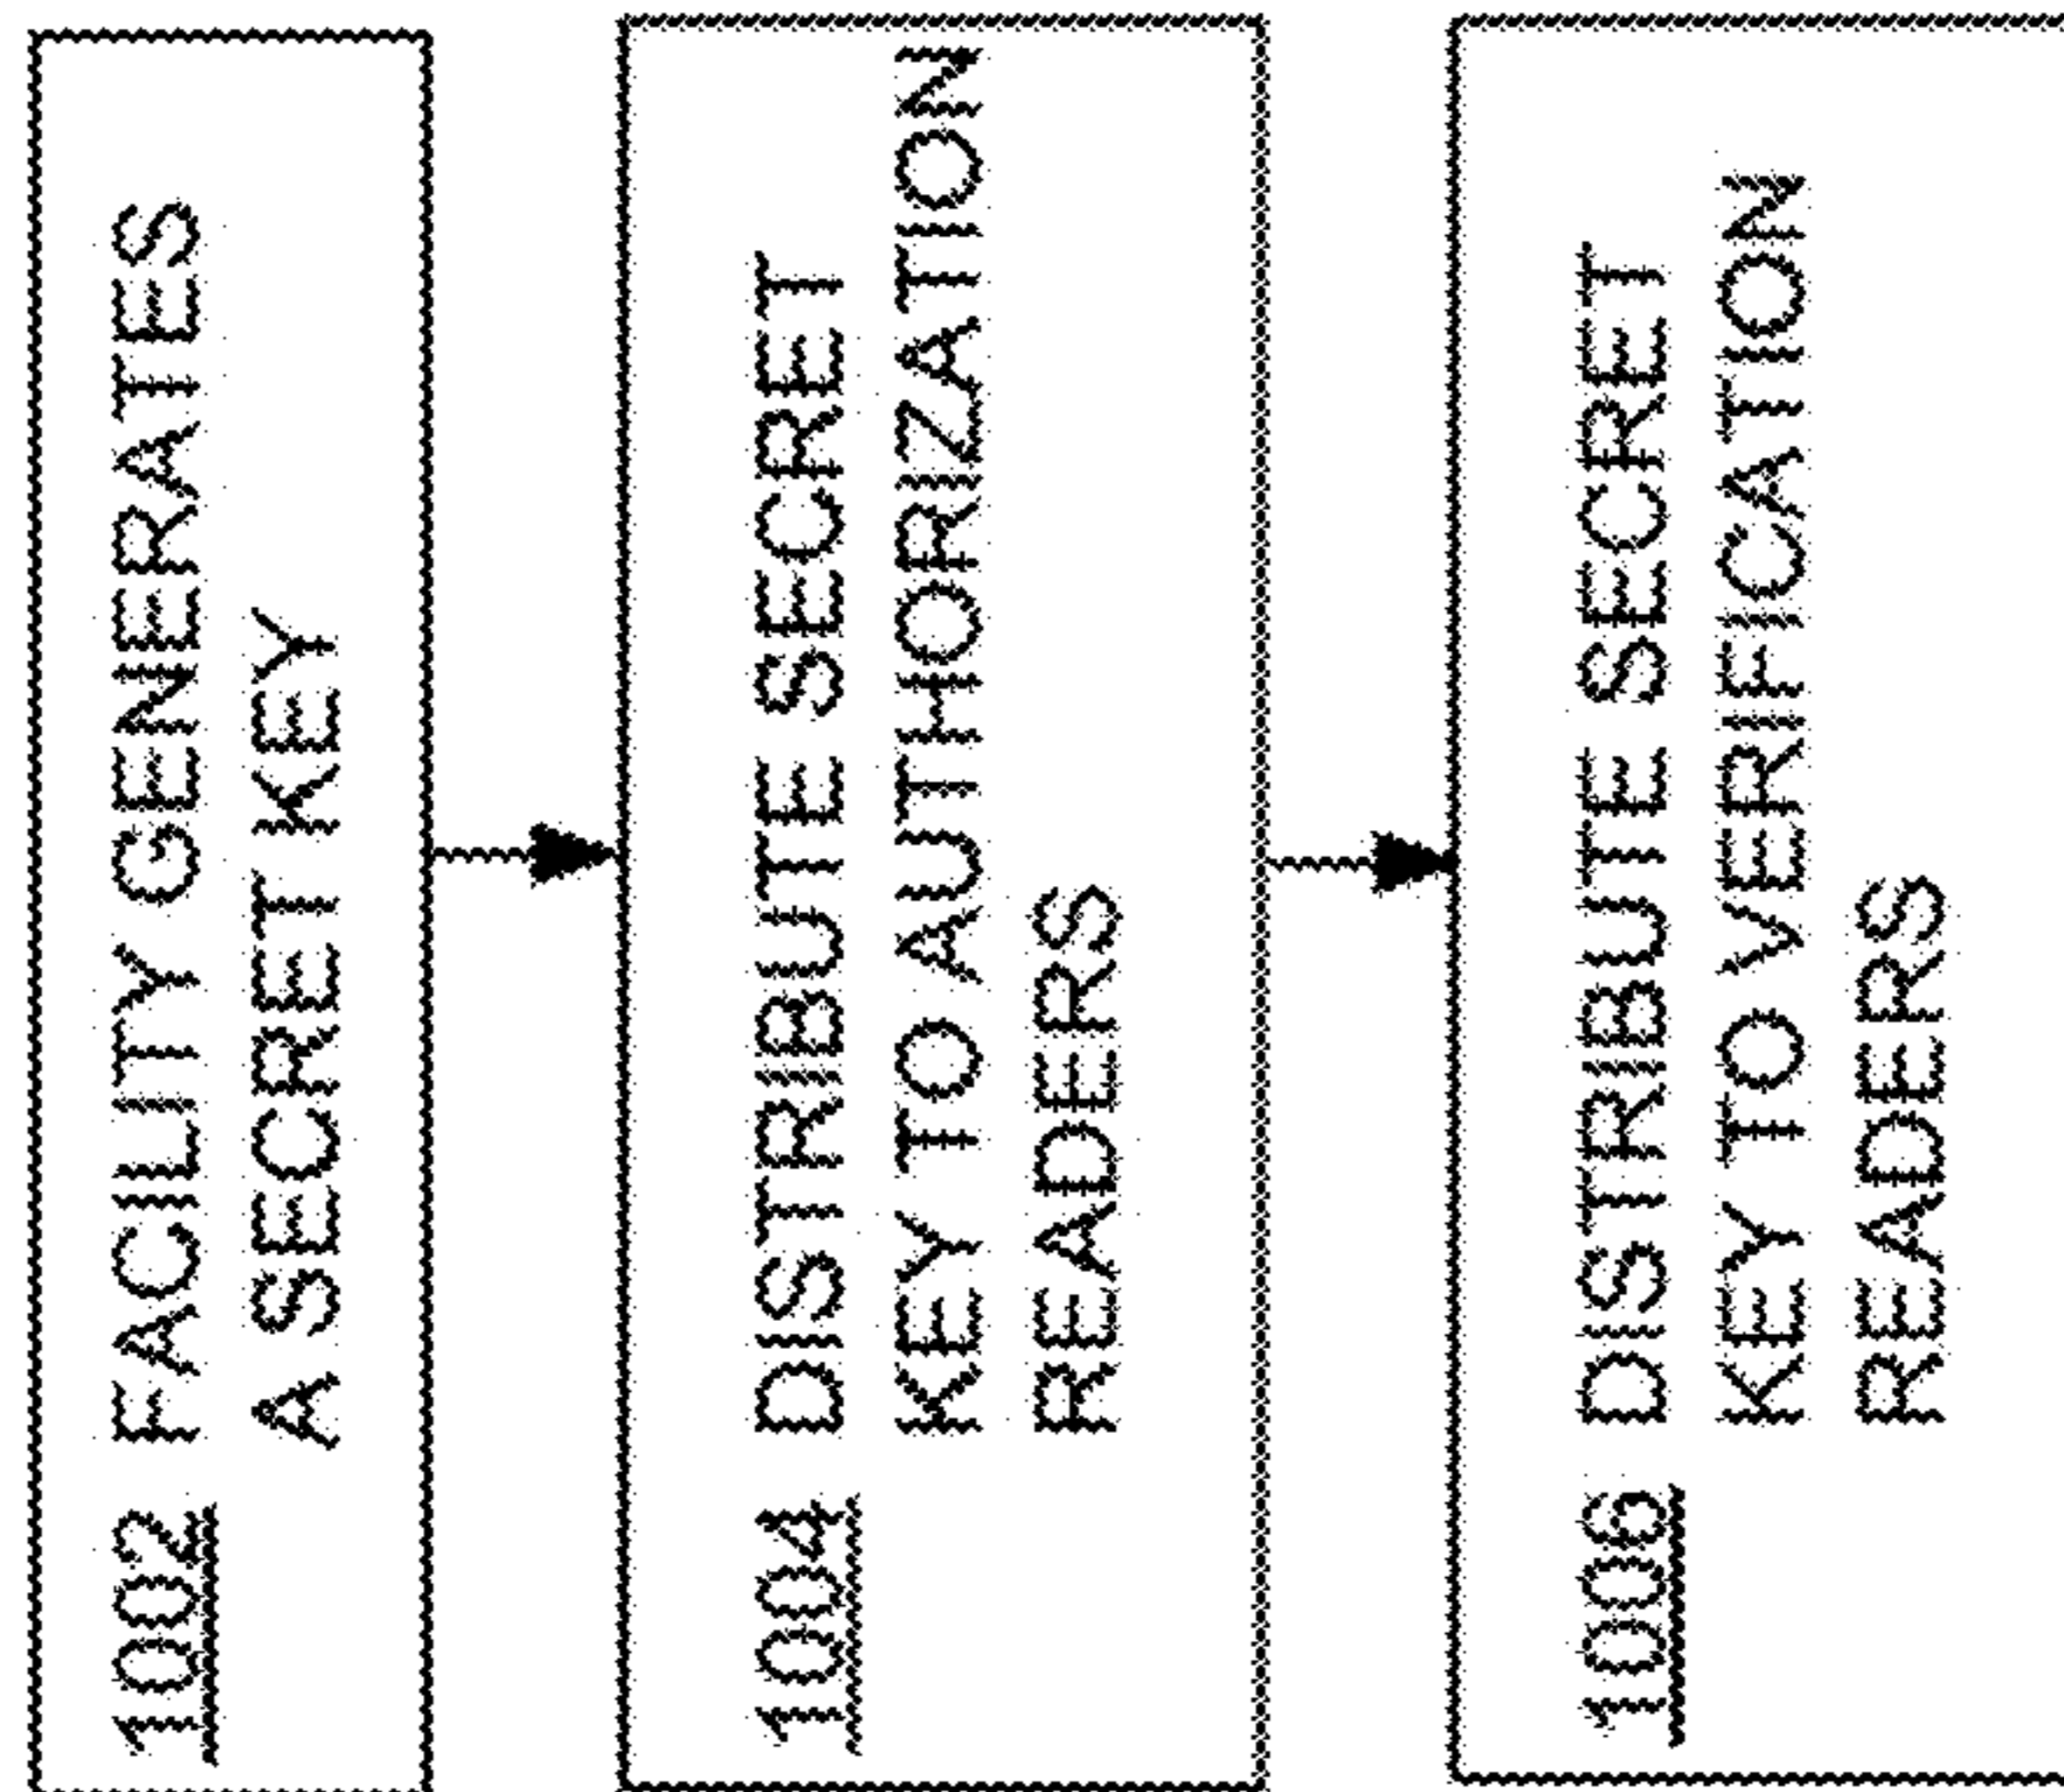 1002 FACILITY GENERATES
A SECRET KEY
1004 DISTRIBUTE SECRET
KEY TO AUTHORIZATION
READERS
1006 DISTRIBUTE SECRET
KEY TO VERIFICATION
READERS